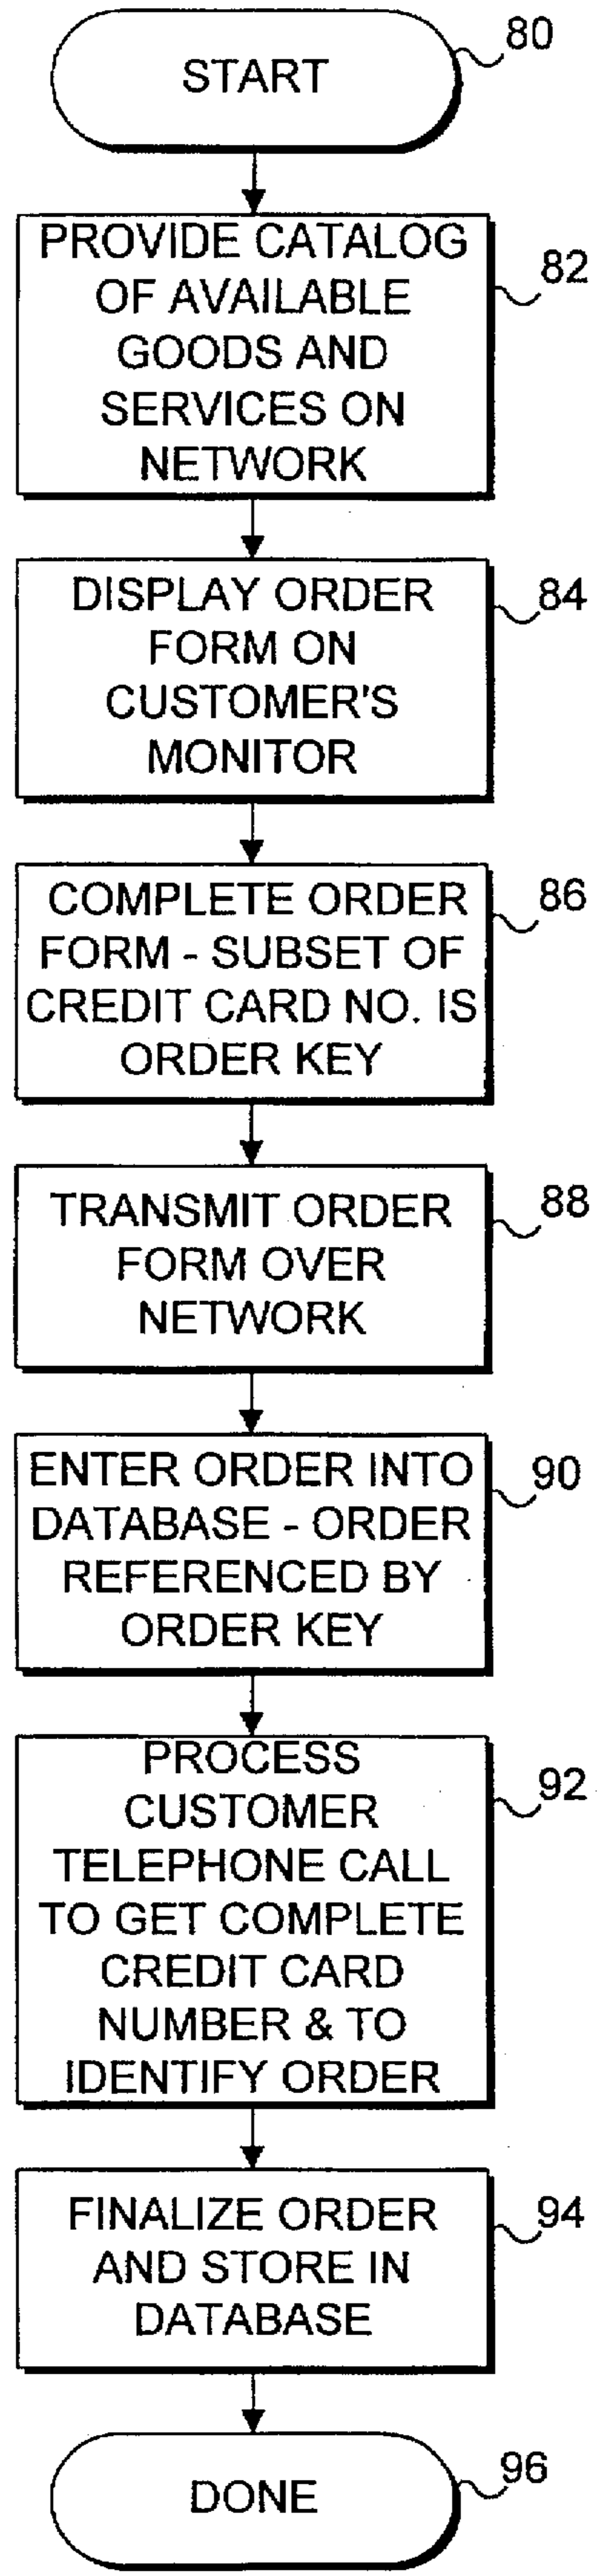 START
80
PROVIDE CATALOG
OF AVAILABLE
GOODS AND
SERVICES ON
NETWORK
82
DISPLAY ORDER
FORM ON
CUSTOMER'S
MONITOR
84
COMPLETE ORDER
FORM - SUBSET OF
CREDIT CARD NO. IS
ORDER KEY
86
TRANSMIT ORDER
FORM OVER
NETWORK
88
ENTER ORDER INTO
DATABASE - ORDER
REFERENCED BY
ORDER KEY
90
PROCESS
CUSTOMER
TELEPHONE CALL
TO GET COMPLETE
CREDIT CARD
NUMBER & TO
IDENTIFY ORDER
92
FINALIZE ORDER
AND STORE IN
DATABASE
94
DONE
96